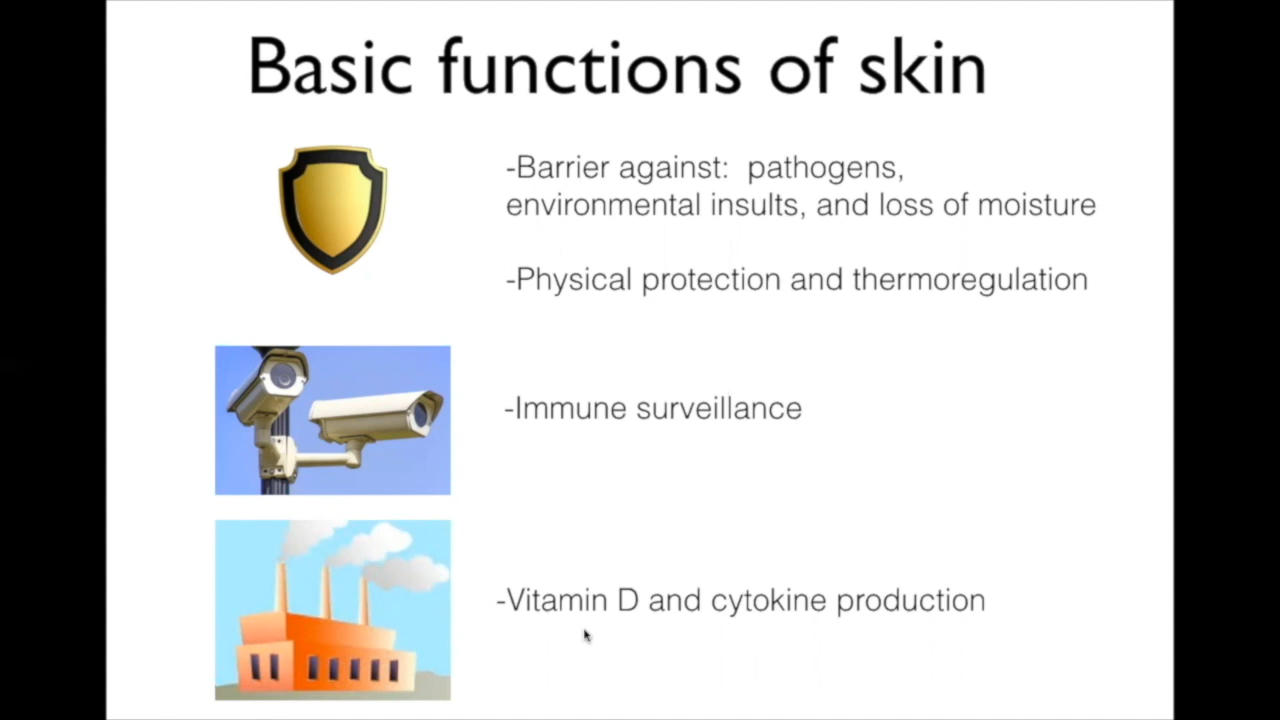 Basic functions of skin
-Barrier against:  pathogens,
environmental insults, and loss of moisture
-Physical protection and thermoregulation
-Immune surveillance
-Vitamin D and cytokine production